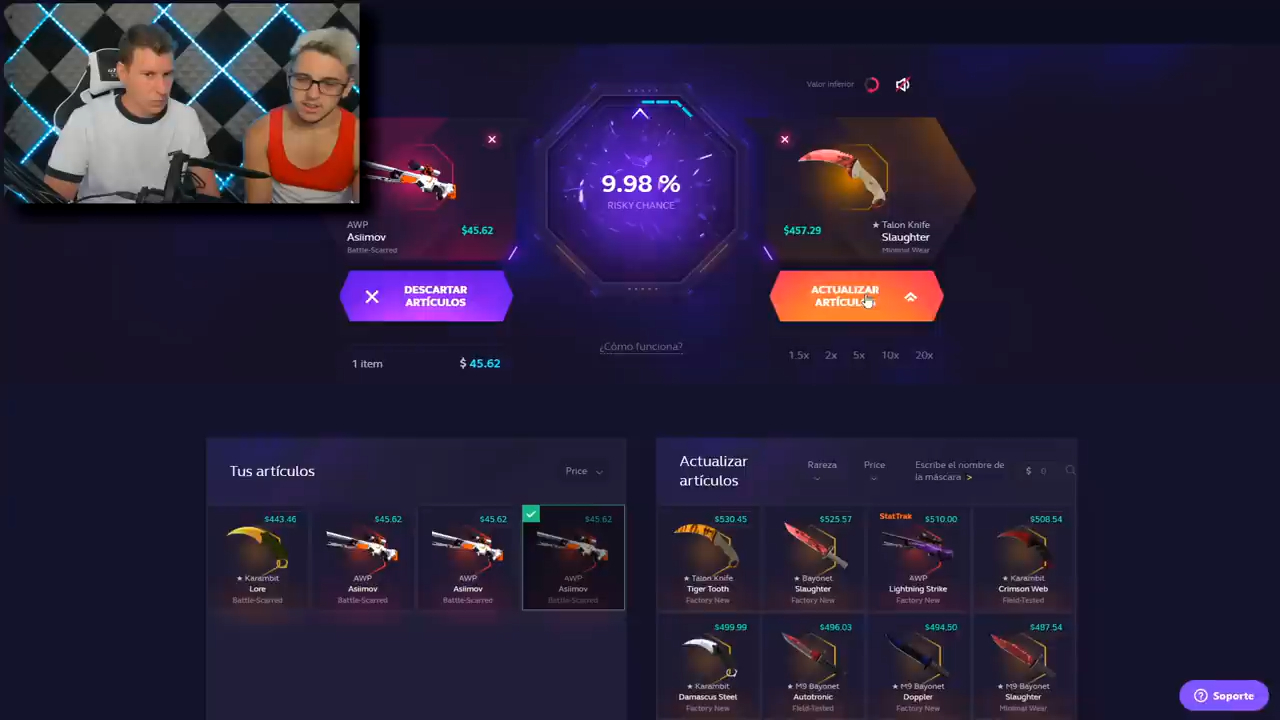 Valor inferior
9.98 %
RISKY CHANCE
AWP
Asiimov
$45.62
Battle-Scarred
$457.29
★ Talon Knife
Slaughter
Minimal Wear
DESCARTAR
ARTÍCULOS
ACTUALIZAR
ARTÍCULOS
¿Cómo funciona?
1 item
$ 45.62
1.5x 2x 5x 10x 20x
Tus artículos
Price
$443.46
★ Karambit
Lore
Battle-Scarred
$45.62
AWP
Asiimov
Battle-Scarred
$45.62
AWP
Asiimov
Battle-Scarred
$45.62
AWP
Asiimov
Battle-Scarred
Actualizar
artículos
Rareza
Price
Escribe el nombre de
la máscara >
$ 0
$530.45
★ Talon Knife
Tiger Tooth
Factory New
$525.57
★ Bayonet
Slaughter
Factory New
StatTrak
$510.00
AWP
Lightning Strike
Factory New
$508.54
★ Karambit
Crimson Web
Field-Tested
$499.99
★ Karambit
Damascus Steel
Factory New
$496.03
★ M9 Bayonet
Autotronic
Field-Tested
$494.50
★ M9 Bayonet
Doppler
Factory New
$487.54
★ M9 Bayonet
Slaughter
Minimal Wear
Soporte